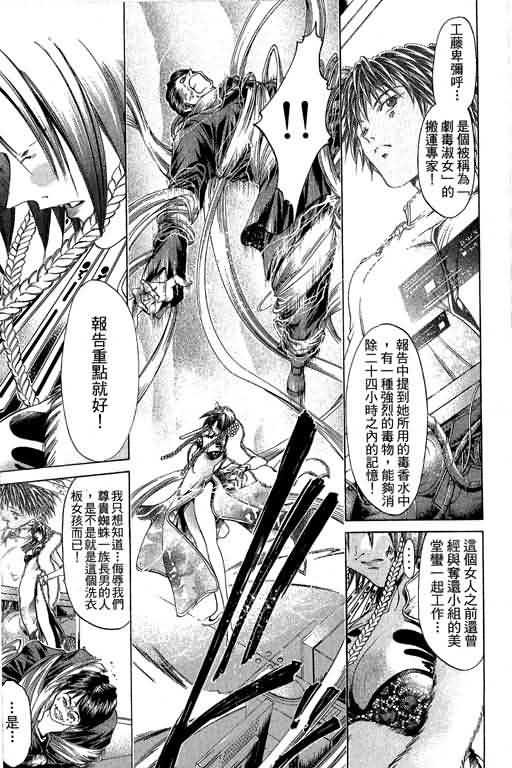 工藤卑彌呼…
是個被稱為「
劇毒淑女」的
搬運專家！
！！
報告中提到她所用的毒香水中
，有一種強烈的毒物，能夠消
除二十四小時之內的記憶！
報告重點就好！
這個女人之前還曾
經與奪還小組的美
堂蠻一起工作…
我只想知道…侮辱我們
尊貴蜘蛛一族長男的人
，是不是就是這個洗衣
板女孩而已！
…是…